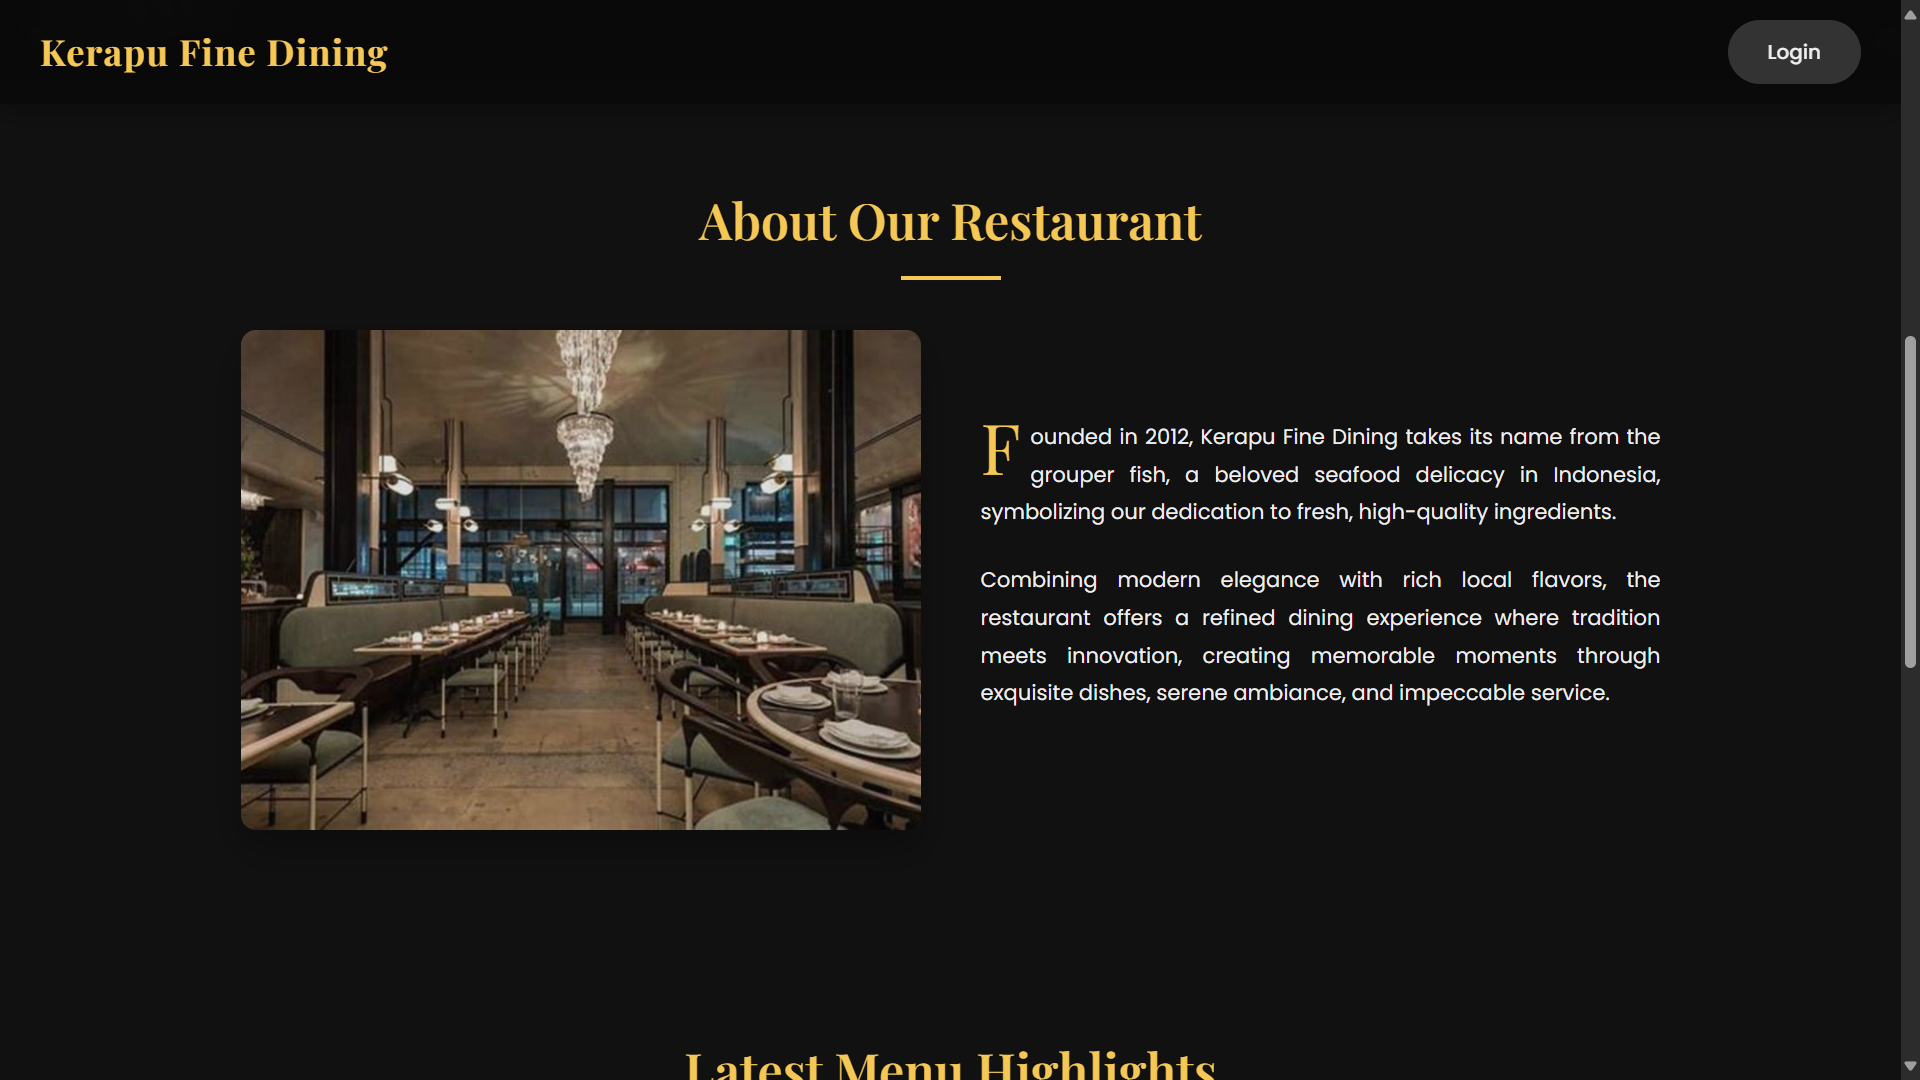 Kerapu Fine Dining
Login
About Our Restaurant
Founded in 2012, Kerapu Fine Dining takes its name from the
grouper fish, a beloved seafood delicacy in Indonesia,
symbolizing our dedication to fresh, high-quality ingredients.
Combining modern elegance with rich local flavors, the
restaurant offers a refined dining experience where tradition
meets innovation, creating memorable moments through
exquisite dishes, serene ambiance, and impeccable service.
Latest Menu Highlights